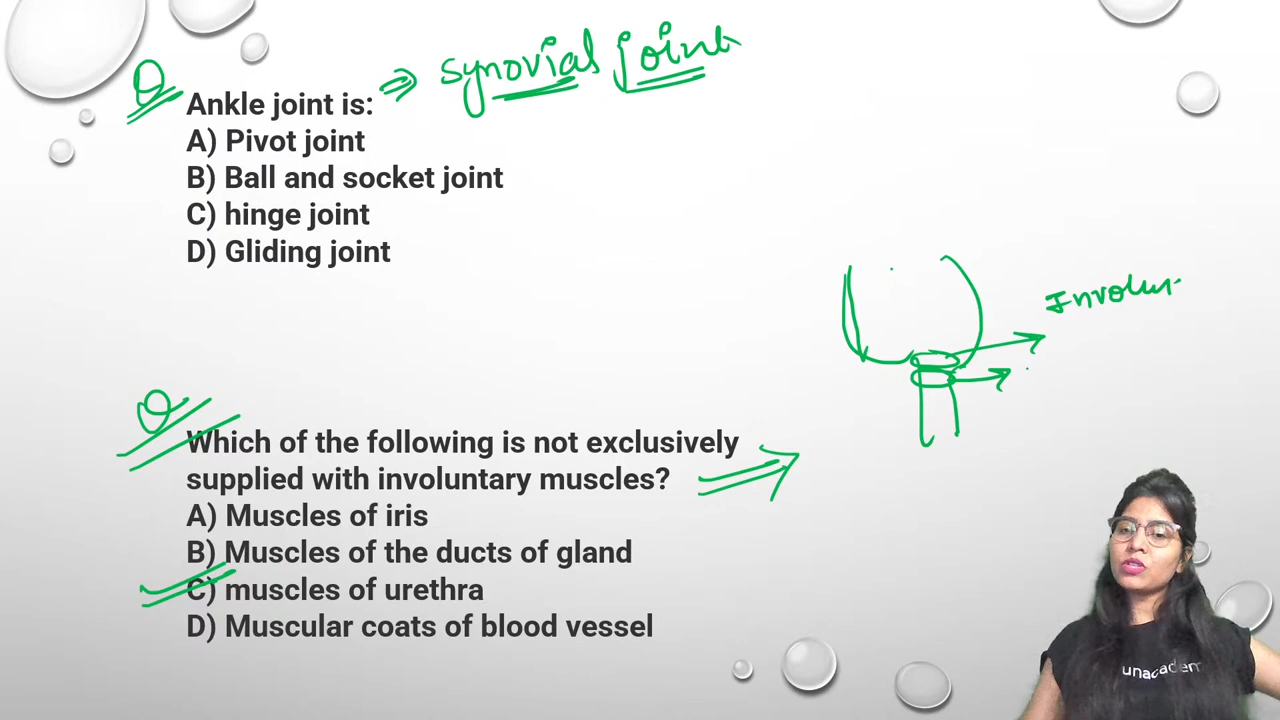 Q
synovial joint
Ankle joint is:
A) Pivot joint
B) Ball and socket joint
C) hinge joint
D) Gliding joint
Involun
Q
Which of the following is not exclusively
supplied with involuntary muscles?
A) Muscles of iris
B) Muscles of the ducts of gland
C) muscles of urethra
D) Muscular coats of blood vessel
unacadem